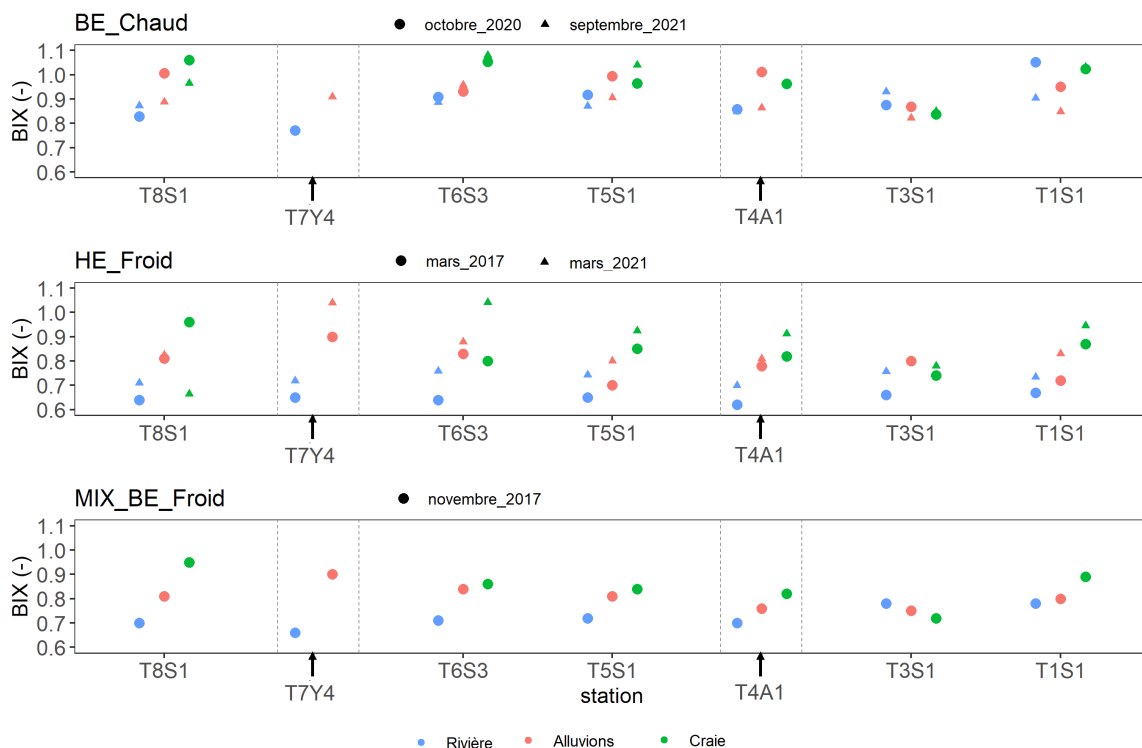 BE_Chaud
octobre_2020 septembre_2021
BIX (-)
1.1
1.0
0.9
0.8
0.7
0.6
T8S1 T7Y4 T6S3 T5S1 T4A1 T3S1 T1S1
HE_Froid
mars_2017 mars_2021
BIX (-)
1.1
1.0
0.9
0.8
0.7
0.6
T8S1 T7Y4 T6S3 T5S1 T4A1 T3S1 T1S1
MIX_BE_Froid
novembre_2017
BIX (-)
1.1
1.0
0.9
0.8
0.7
0.6
T8S1 T7Y4 T6S3 T5S1 T4A1 T3S1 T1S1
station
Rivière Alluvions Craie